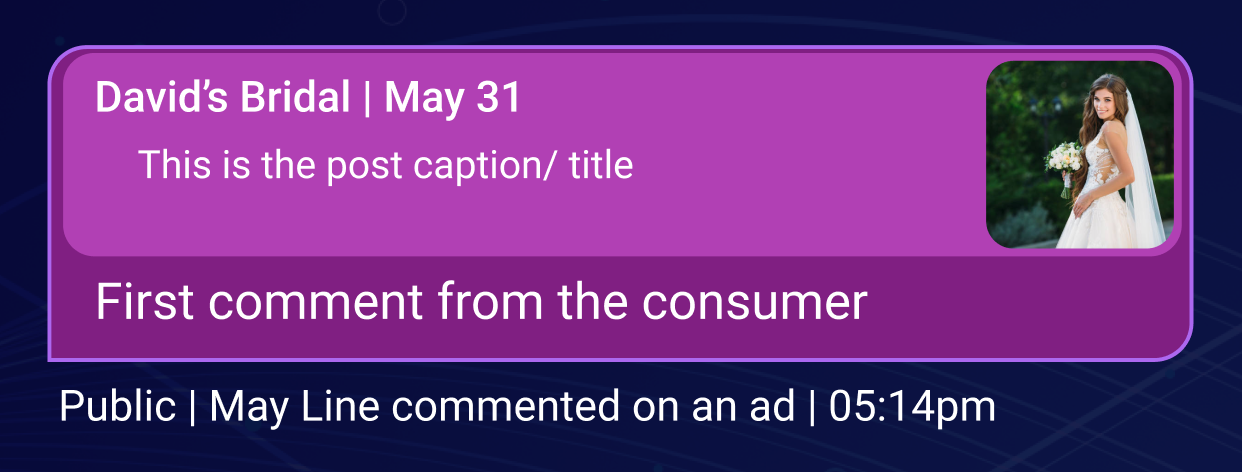 David’s Bridal | May 31
This is the post caption/ title
First comment from the consumer
Public | May Line commented on an ad | 05:14pm